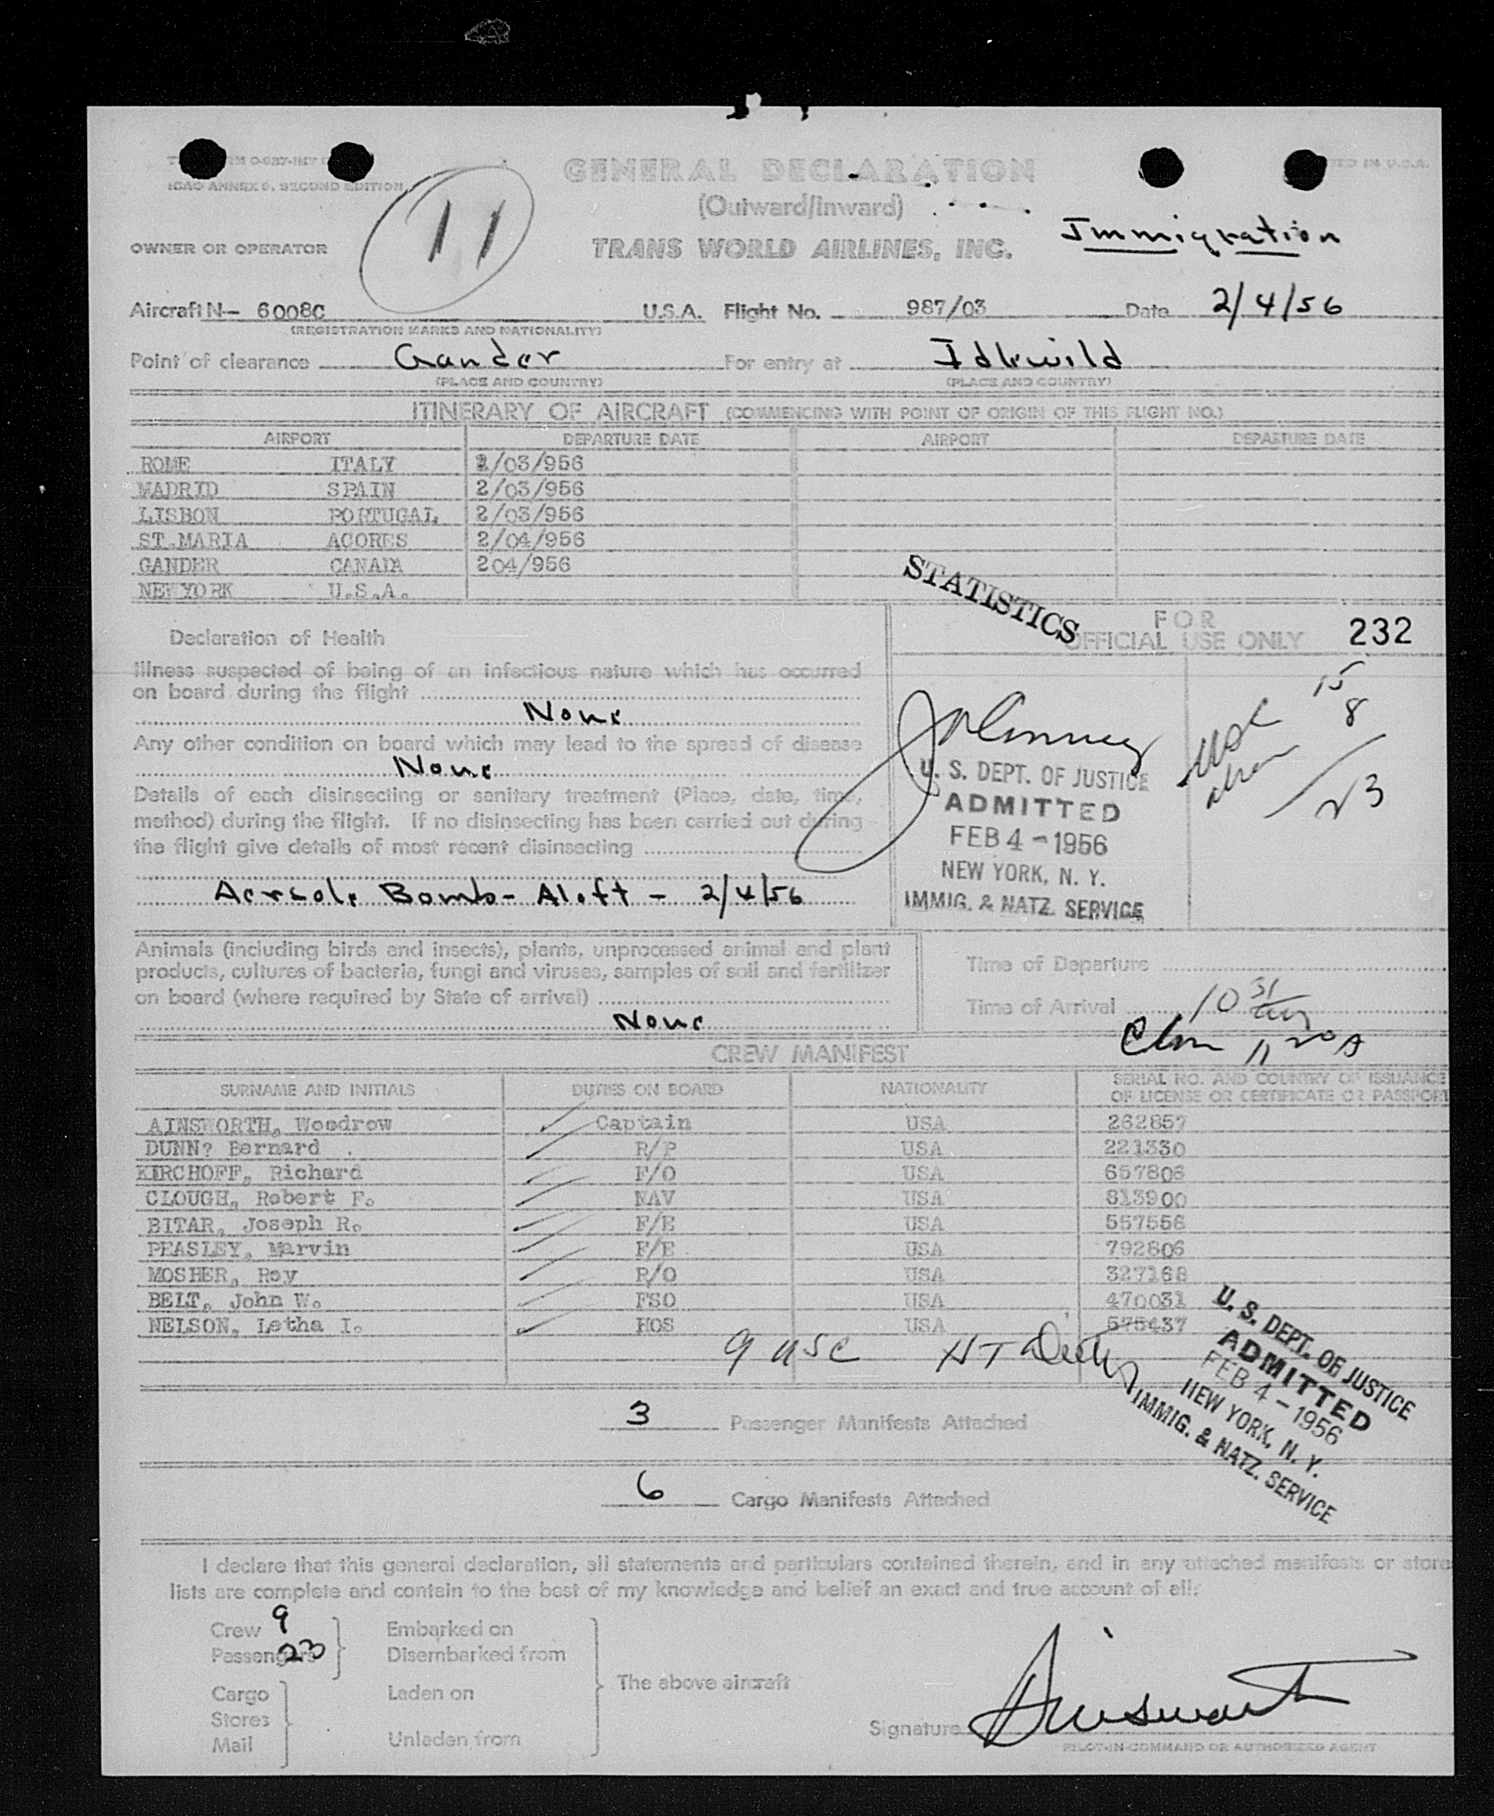 ICAO ANNEX 9, SECOND EDITION
GENERAL DECLARATION
(Outward/Inward)
11
Immigration
OWNER OR OPERATOR
TRANS WORLD AIRLINES, INC.
Aircraft N- 6008C U.S.A. Flight No. 987/03 Date 2/4/56
(REGISTRATION MARKS AND NATIONALITY)
Point of clearance Gander For entry at Idlewild
(PLACE AND COUNTRY) (PLACE AND COUNTRY)
ITINERARY OF AIRCRAFT (COMMENCING WITH POINT OF ORIGIN OF THIS FLIGHT NO.)
AIRPORT DEPARTURE DATE AIRPORT DEPARTURE DATE
ROME ITALY 2/03/956
MADRID SPAIN 2/03/956
LISBON PORTUGAL 2/03/956
ST.MARIA ACORES 2/04/956
GANDER CANADA 204/956
NEW YORK U.S.A.
STATISTICS
Declaration of Health
FOR
OFFICIAL USE ONLY 232
Illness suspected of being of an infectious nature which has occurred
on board during the flight
None
Any other condition on board which may lead to the spread of disease
None
Details of each disinsecting or sanitary treatment (Place, date, time,
method) during the flight. If no disinsecting has been carried out during
the flight give details of most recent disinsecting
Aerosol. Bomb- Aloft - 2/4/56
U. S. DEPT. OF JUSTICE
ADMITTED
FEB 4 - 1956
NEW YORK, N. Y.
IMMIG. & NATZ. SERVICE
15
8
23
Animals (including birds and insects), plants, unprocessed animal and plant
products, cultures of bacteria, fungi and viruses, samples of soil and fertilizer
on board (where required by State of arrival)
None
Time of Departure
Time of Arrival 10 31
11 20 A
CREW MANIFEST
SURNAME AND INITIALS DUTIES ON BOARD NATIONALITY SERIAL NO. AND COUNTRY OF ISSUANCE
OF LICENSE OR CERTIFICATE OR PASSPORT
AINSWORTH, Woodrow Captain USA 262857
DUNN? Bernard R/P USA 221330
KIRCHOFF, Richard F/O USA 657808
CLOUGH, Robert F. NAV USA 813900
BITAR, Joseph R. F/E USA 557558
PEASLEY, Marvin F/E USA 792806
MOSHER, Roy R/O USA 327168
BELT, John W. FSO USA 470031
NELSON, Letha I. HOS USA 575437
9 USC
U. S. DEPT. OF JUSTICE
ADMITTED
FEB 4 - 1956
NEW YORK, N. Y.
IMMIG. & NATZ. SERVICE
3 Passenger Manifests Attached
6 Cargo Manifests Attached
I declare that this general declaration, all statements and particulars contained therein, and in any attached manifests or store
lists are complete and contain to the best of my knowledge and belief an exact and true account of all:
Crew 9 Embarked on
Passengers 23 Disembarked from
The above aircraft
Cargo Laden on
Stores
Mail Unladen from
Signature Ainsworth
PILOT-IN-COMMAND OR AUTHORIZED AGENT